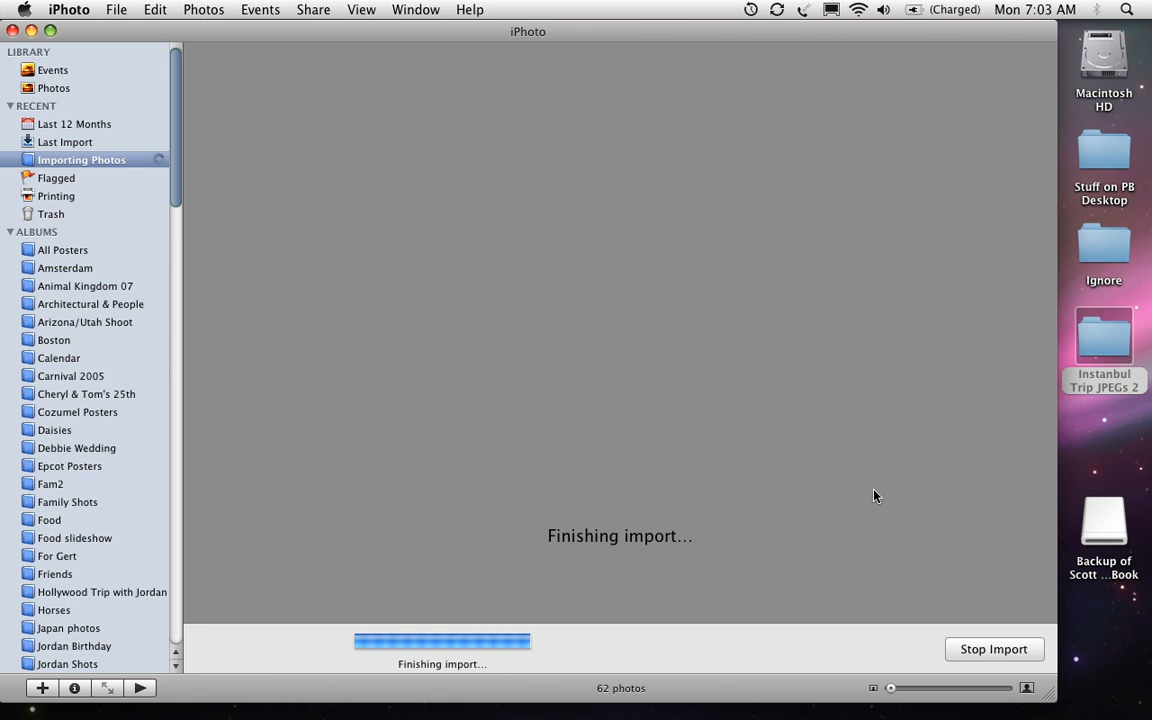 iPhoto File Edit Photos Events Share View Window Help (Charged) Mon 7:03 AM
iPhoto
LIBRARY
Events
Photos
RECENT
Last 12 Months
Last Import
Importing Photos
Flagged
Printing
Trash
ALBUMS
All Posters
Amsterdam
Animal Kingdom 07
Architectural & People
Arizona/Utah Shoot
Boston
Calendar
Carnival 2005
Cheryl & Tom's 25th
Cozumel Posters
Daisies
Debbie Wedding
Epcot Posters
Fam2
Family Shots
Food
Food slideshow
For Gert
Friends
Hollywood Trip with Jordan
Horses
Japan photos
Jordan Birthday
Jordan Shots
Finishing import...
Finishing import...
Stop Import
62 photos
Macintosh
HD
Stuff on PB
Desktop
Ignore
Instanbul
Trip JPEGs 2
Backup of
Scott ...Book